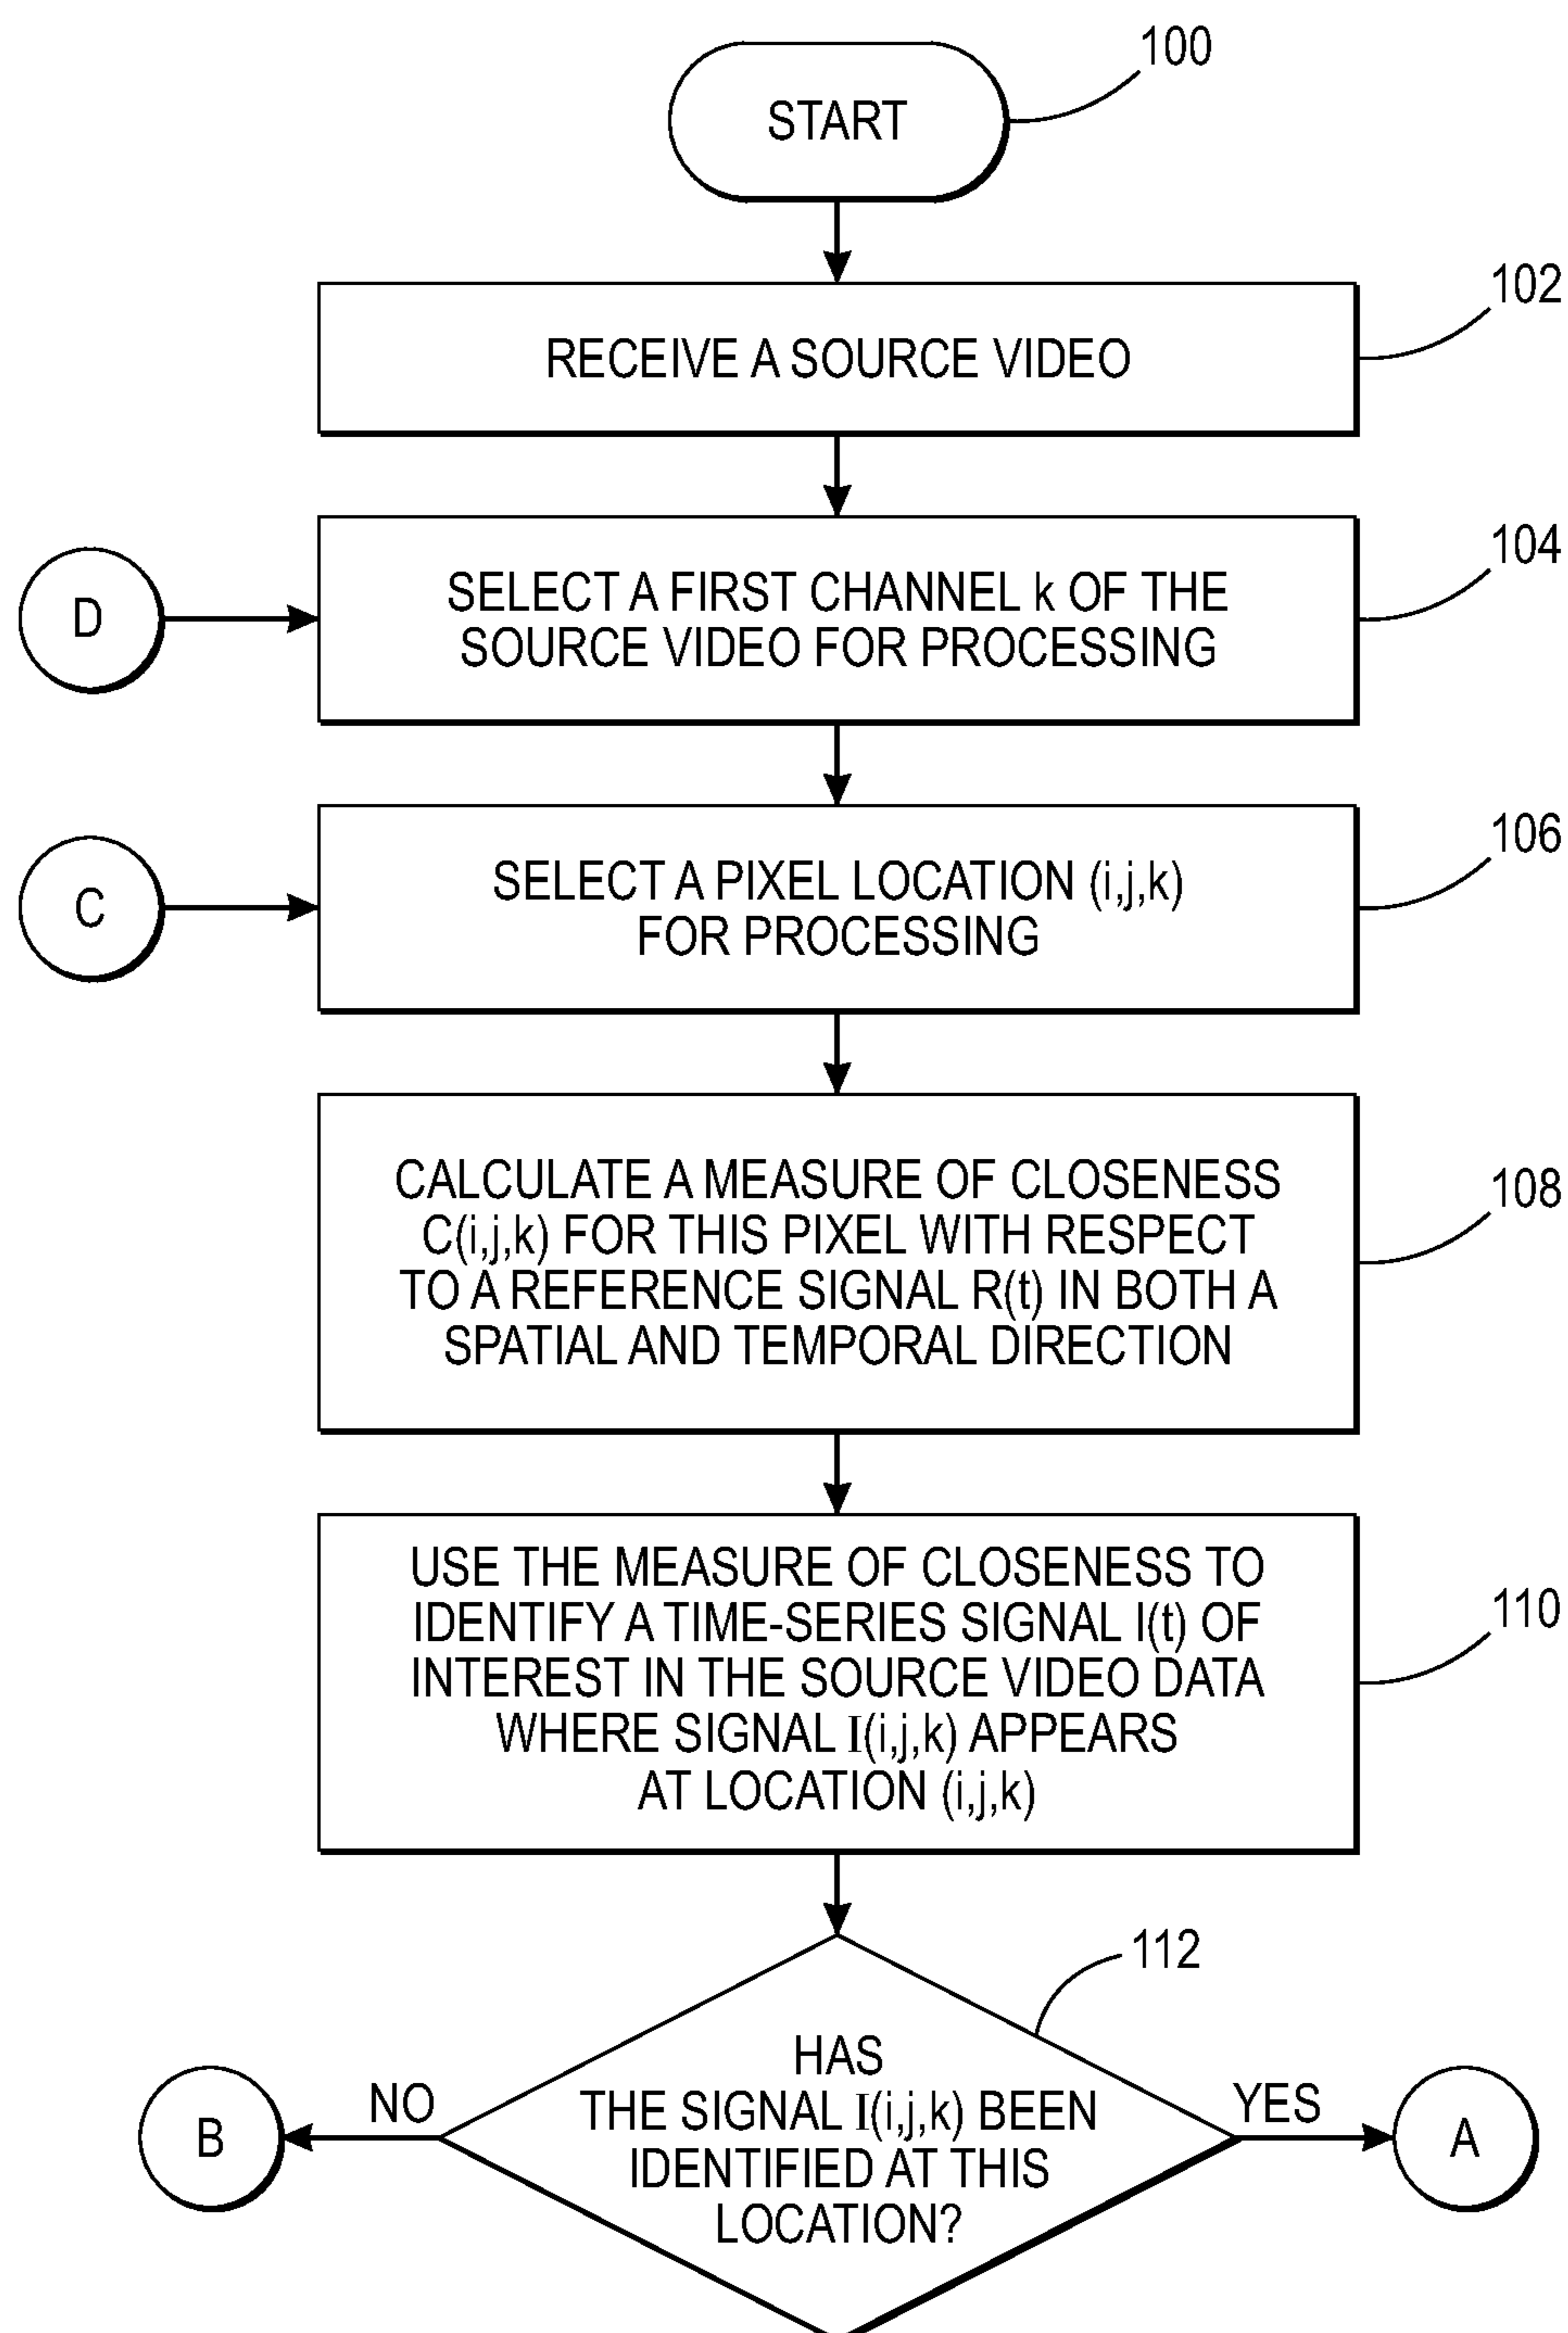 100
START
102
RECEIVE A SOURCE VIDEO
104
D
SELECT A FIRST CHANNEL k OF THE
SOURCE VIDEO FOR PROCESSING
106
C
SELECT A PIXEL LOCATION (i,j,k)
FOR PROCESSING
108
CALCULATE A MEASURE OF CLOSENESS
C(i,j,k) FOR THIS PIXEL WITH RESPECT
TO A REFERENCE SIGNAL R(t) IN BOTH A
SPATIAL AND TEMPORAL DIRECTION
110
USE THE MEASURE OF CLOSENESS TO
IDENTIFY A TIME-SERIES SIGNAL I(t) OF
INTEREST IN THE SOURCE VIDEO DATA
WHERE SIGNAL I(i,j,k) APPEARS
AT LOCATION (i,j,k)
112
HAS
THE SIGNAL I(i,j,k) BEEN
IDENTIFIED AT THIS
LOCATION?
NO
B
YES
A